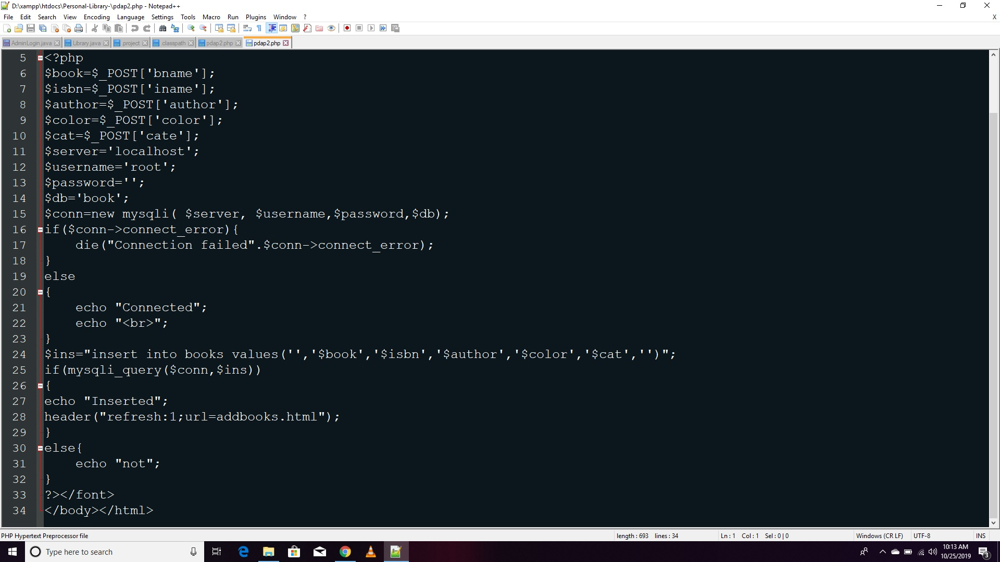 D:\xampp\htdocs\Personal-Library-\pdap2.php - Notepad++
File Edit Search View Encoding Language Settings Tools Macro Run Plugins Window ? X
AdminLogin.java Library.java .project .classpath pdap2.php pdap2.php
5 <?php
6 $book=$_POST['bname'];
7 $isbn=$_POST['iname'];
8 $author=$_POST['author'];
9 $color=$_POST['color'];
10 $cat=$_POST['cate'];
11 $server='localhost';
12 $username='root';
13 $password='';
14 $db='book';
15 $conn=new mysqli( $server, $username,$password,$db);
16 if($conn->connect_error){
17     die("Connection failed".$conn->connect_error);
18 }
19 else
20 {
21     echo "Connected";
22     echo "<br>";
23 }
24 $ins="insert into books values('','$book','$isbn','$author','$color','$cat','')";
25 if(mysqli_query($conn,$ins))
26 {
27 echo "Inserted";
28 header("refresh:1;url=addbooks.html");
29 }
30 else{
31     echo "not";
32 }
33 ?></font>
34 </body></html>
PHP Hypertext Preprocessor file length : 693 lines : 34 Ln : 1 Col : 1 Sel : 0 | 0 Windows (CR LF) UTF-8 INS
Type here to search
10:13 AM
10/25/2019
3